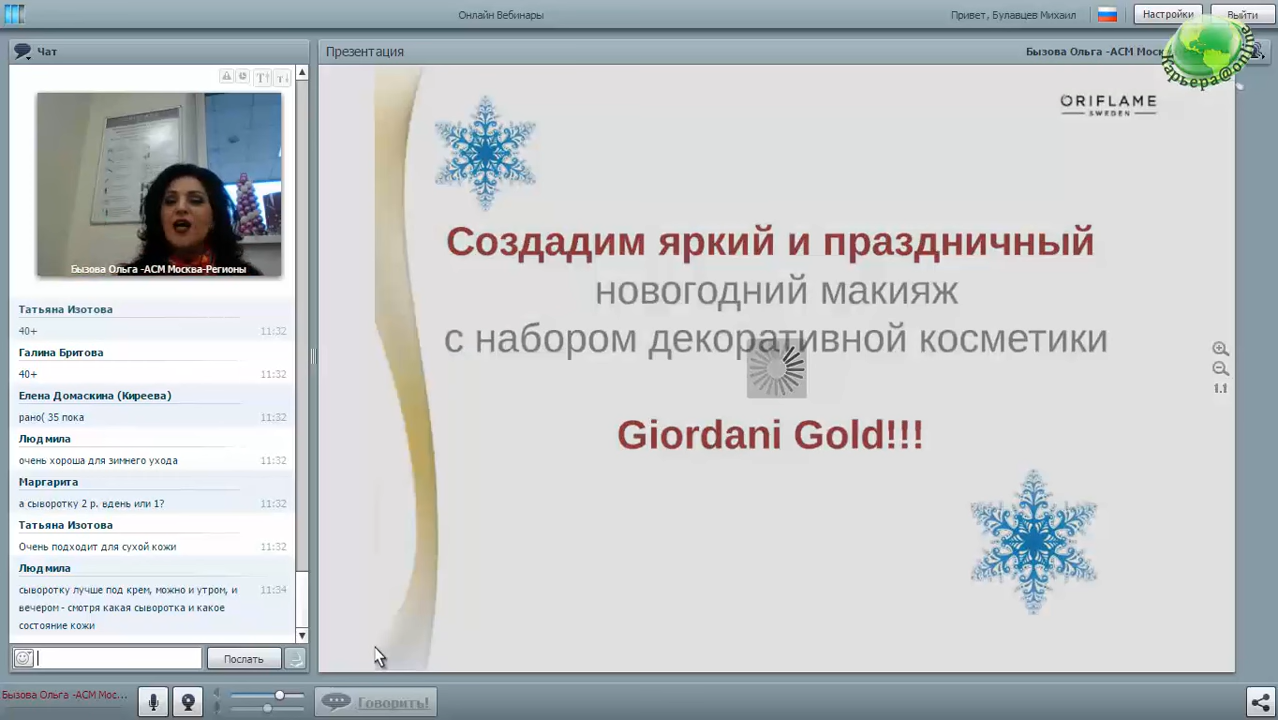 Онлайн Вебинары
Привет, Булавцев Михаил
Настройки
Выйти
Чат
Презентация
Бызова Ольга -АСМ Моск
Карьера@online
Бызова Ольга -АСМ Москва-Регионы
Татьяна Изотова
40+ 11:32
Галина Бритова
40+ 11:32
Елена Домаскина (Киреева)
рано( 35 пока 11:32
Людмила
очень хороша для зимнего ухода 11:32
Маргарита
а сыворотку 2 р. вдень или 1? 11:32
Татьяна Изотова
Очень подходит для сухой кожи 11:32
Людмила
сыворотку лучше под крем, можно и утром, и 11:34
вечером - смотря какая сыворотка и какое
состояние кожи
Послать
Бызова Ольга -АСМ Мос...
Говорить!
ORIFLAME
SWEDEN
Создадим яркий и праздничный
новогодний макияж
с набором декоративной косметики
Giordani Gold!!!
1:1